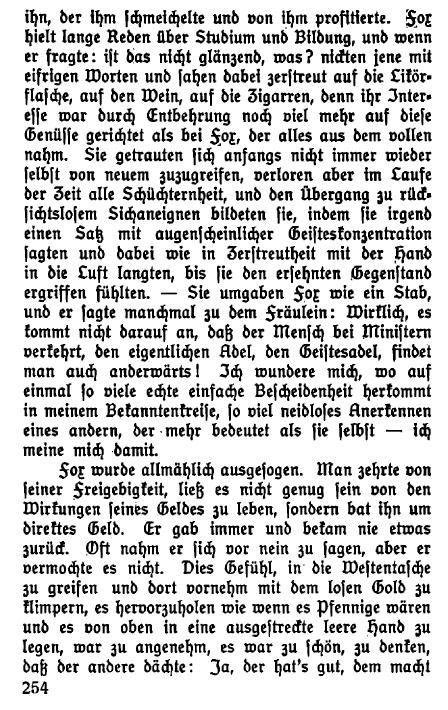 ihn, der ihm schmeichelte und von ihm profitierte. Fox
hielt lange Reden über Studium und Bildung, und wenn
er fragte: ist das nicht glänzend, was? nickten jene mit
eifrigen Worten und sahen dabei zerstreut auf die Likör-
flasche, auf den Wein, auf die Zigarren, denn ihr Inter-
esse war durch Entbehrung noch viel mehr auf diese
Genüsse gerichtet als bei Fox, der alles aus dem vollen
nahm. Sie getrauten sich anfangs nicht immer wieder
selbst von neuem zuzugreifen, verloren aber im Laufe
der Zeit alle Schüchternheit, und den Übergang zu rück-
sichtslosem Sichaneignen bildeten sie, indem sie irgend
einen Satz mit augenscheinlicher Geisteskonzentration
sagten und dabei wie in Zerstreutheit mit der Hand
in die Luft langten, bis sie den ersehnten Gegenstand
ergriffen fühlten. — Sie umgaben Fox wie ein Stab,
und er sagte manchmal zu dem Fräulein: Wirklich, es
kommt nicht darauf an, daß der Mensch bei Ministern
verkehrt, den eigentlichen Adel, den Geistesadel, findet
man auch anderwärts! Ich wundere mich, wo auf
einmal so viele echte einfache Bescheidenheit herkommt
in meinem Bekanntenkreise, so viel neidloses Anerkennen
eines andern, der mehr bedeutet als sie selbst — ich
meine mich damit.
Fox wurde allmählich ausgesogen. Man zehrte von
seiner Freigebigkeit, ließ es nicht genug sein von den
Wirkungen seines Geldes zu leben, sondern bat ihn um
direktes Geld. Er gab immer und bekam nie etwas
zurück. Oft nahm er sich vor nein zu sagen, aber er
vermochte es nicht. Dies Gefühl, in die Westentasche
zu greifen und dort vornehm mit dem losen Gold zu
klimpern, es hervorzuholen wie wenn es Pfennige wären
und es von oben in eine ausgestreckte leere Hand zu
legen, war zu angenehm, es war zu schön, zu denken,
daß der andere dächte: Ja, der hat's gut, dem macht
254